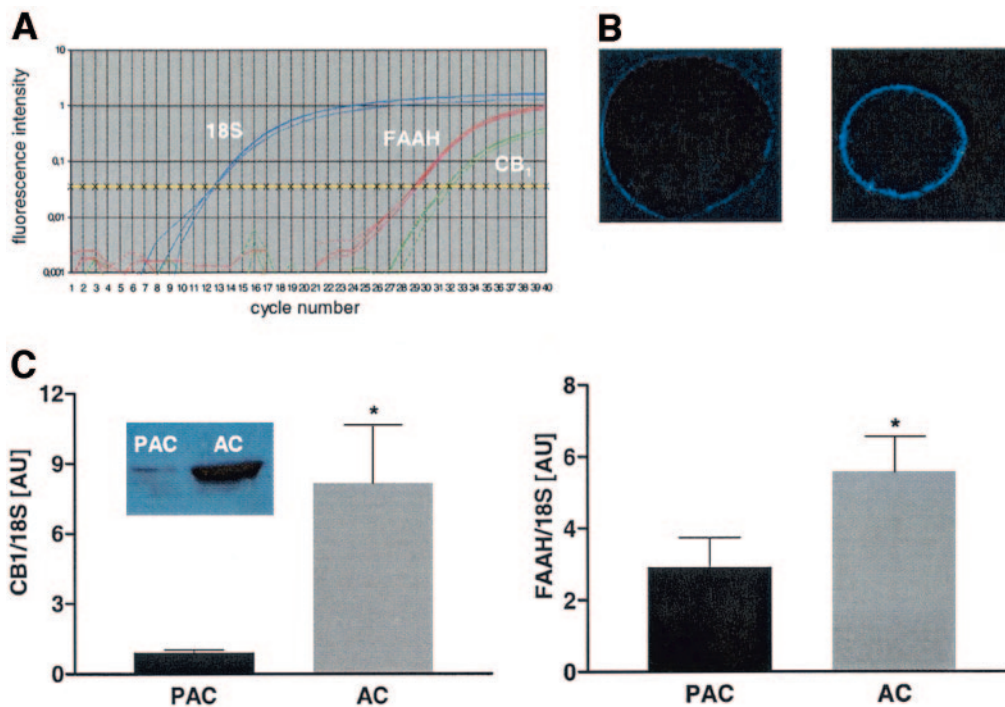 A
fluorescence intensity
10
1
0,1
0,01
0,001
18S
FAAH
CB1
1 2 3 4 5 6 7 8 9 10 12 13 14 15 16 17 18 19 20 21 22 23 24 25 26 27 28 29 30 31 32 33 34 35 36 37 38 39 40
cycle number
B
C
CB1/18S [AU]
12
9
6
3
0
PAC AC
*
PAC AC
FAAH/18S [AU]
8
6
4
2
0
*
PAC AC